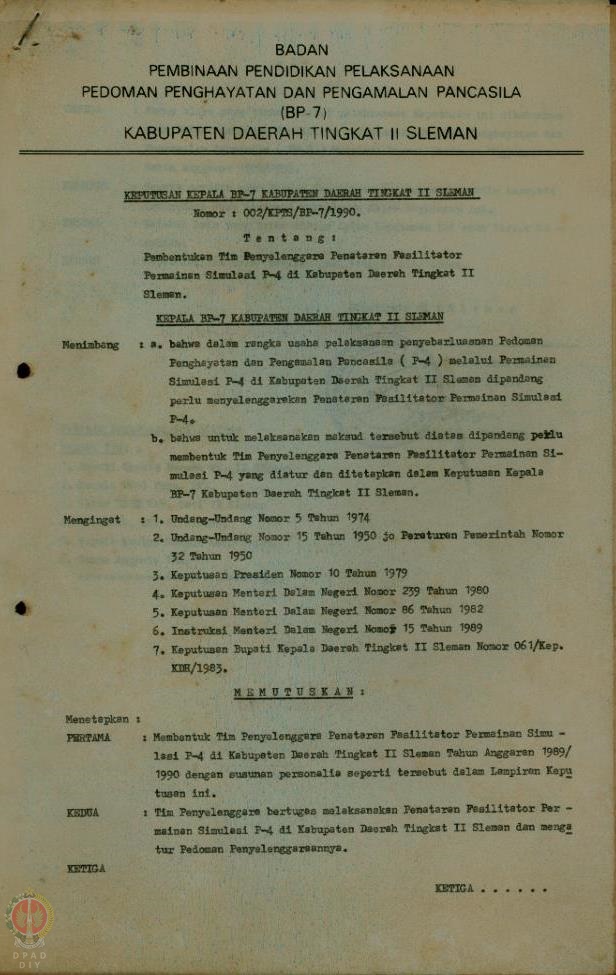 BADAN
PEMBINAAN PENDIDIKAN PELAKSANAAN
PEDOMAN PENGHAYATAN DAN PENGAMALAN PANCASILA
(BP-7)
KABUPATEN DAERAH TINGKAT II SLEMAN
KEPUTUSAN KEPALA BP-7 KABUPATEN DAERAH TINGKAT II SLEMAN
Nomor : 002/KPTS/BP-7/1990.
T e n t a n g :
Pembentukan Tim Penyelenggara Penataran Fasilitator
Permainan Simulasi P-4 di Kabupaten Daerah Tingkat II
Sleman.
KEPALA BP-7 KABUPATEN DAERAH TINGKAT II SLEMAN
Menimbang : a. bahwa dalam rangka usaha pelaksanaan penyebarluasan Pedoman
Penghayatan dan Pengamalan Pancasila ( P-4 ) melalui Permainan
Simulasi P-4 di Kabupaten Daerah Tingkat II Sleman dipandang
perlu menyelenggarakan Penataran Fasilitator Permainan Simulasi
P-4.
b. bahwa untuk melaksanakan maksud tersebut diatas dipandang perlu
membentuk Tim Penyelenggara Penataran Fasilitator Permainan Si-
mulasi P-4 yang diatur dan ditetapkan dalam Keputusan Kepala
BP-7 Kabupaten Daerah Tingkat II Sleman.
Mengingat : 1. Undang-Undang Nomor 5 Tahun 1974
2. Undang-Undang Nomor 15 Tahun 1950 jo Peraturan Pemerintah Nomor
32 Tahun 1950
3. Keputusan Presiden Nomor 10 Tahun 1979
4. Keputusan Menteri Dalam Negeri Nomor 239 Tahun 1980
5. Keputusan Menteri Dalam Negeri Nomor 86 Tahun 1982
6. Instruksi Menteri Dalam Negeri Nomor 15 Tahun 1989
7. Keputusan Bupati Kepala Daerah Tingkat II Sleman Nomor 061/Kep.
KDH/1983.
M E M U T U S K A N :
Menetapkan :
PERTAMA : Membentuk Tim Penyelenggara Penataran Fasilitator Permainan Simu -
lasi P-4 di Kabupaten Daerah Tingkat II Sleman Tahun Anggaran 1989/
1990 dengan susunan personalia seperti tersebut dalam Lampiran Kepu
tusan ini.
KEDUA : Tim Penyelenggara bertugas melaksanakan Penataran Fasilitator Per -
mainan Simulasi P-4 di Kabupaten Daerah Tingkat II Sleman dan menga
tur Pedoman Penyelenggaraannya.
KETIGA
KETIGA . . . . . .
DPAD
DIY